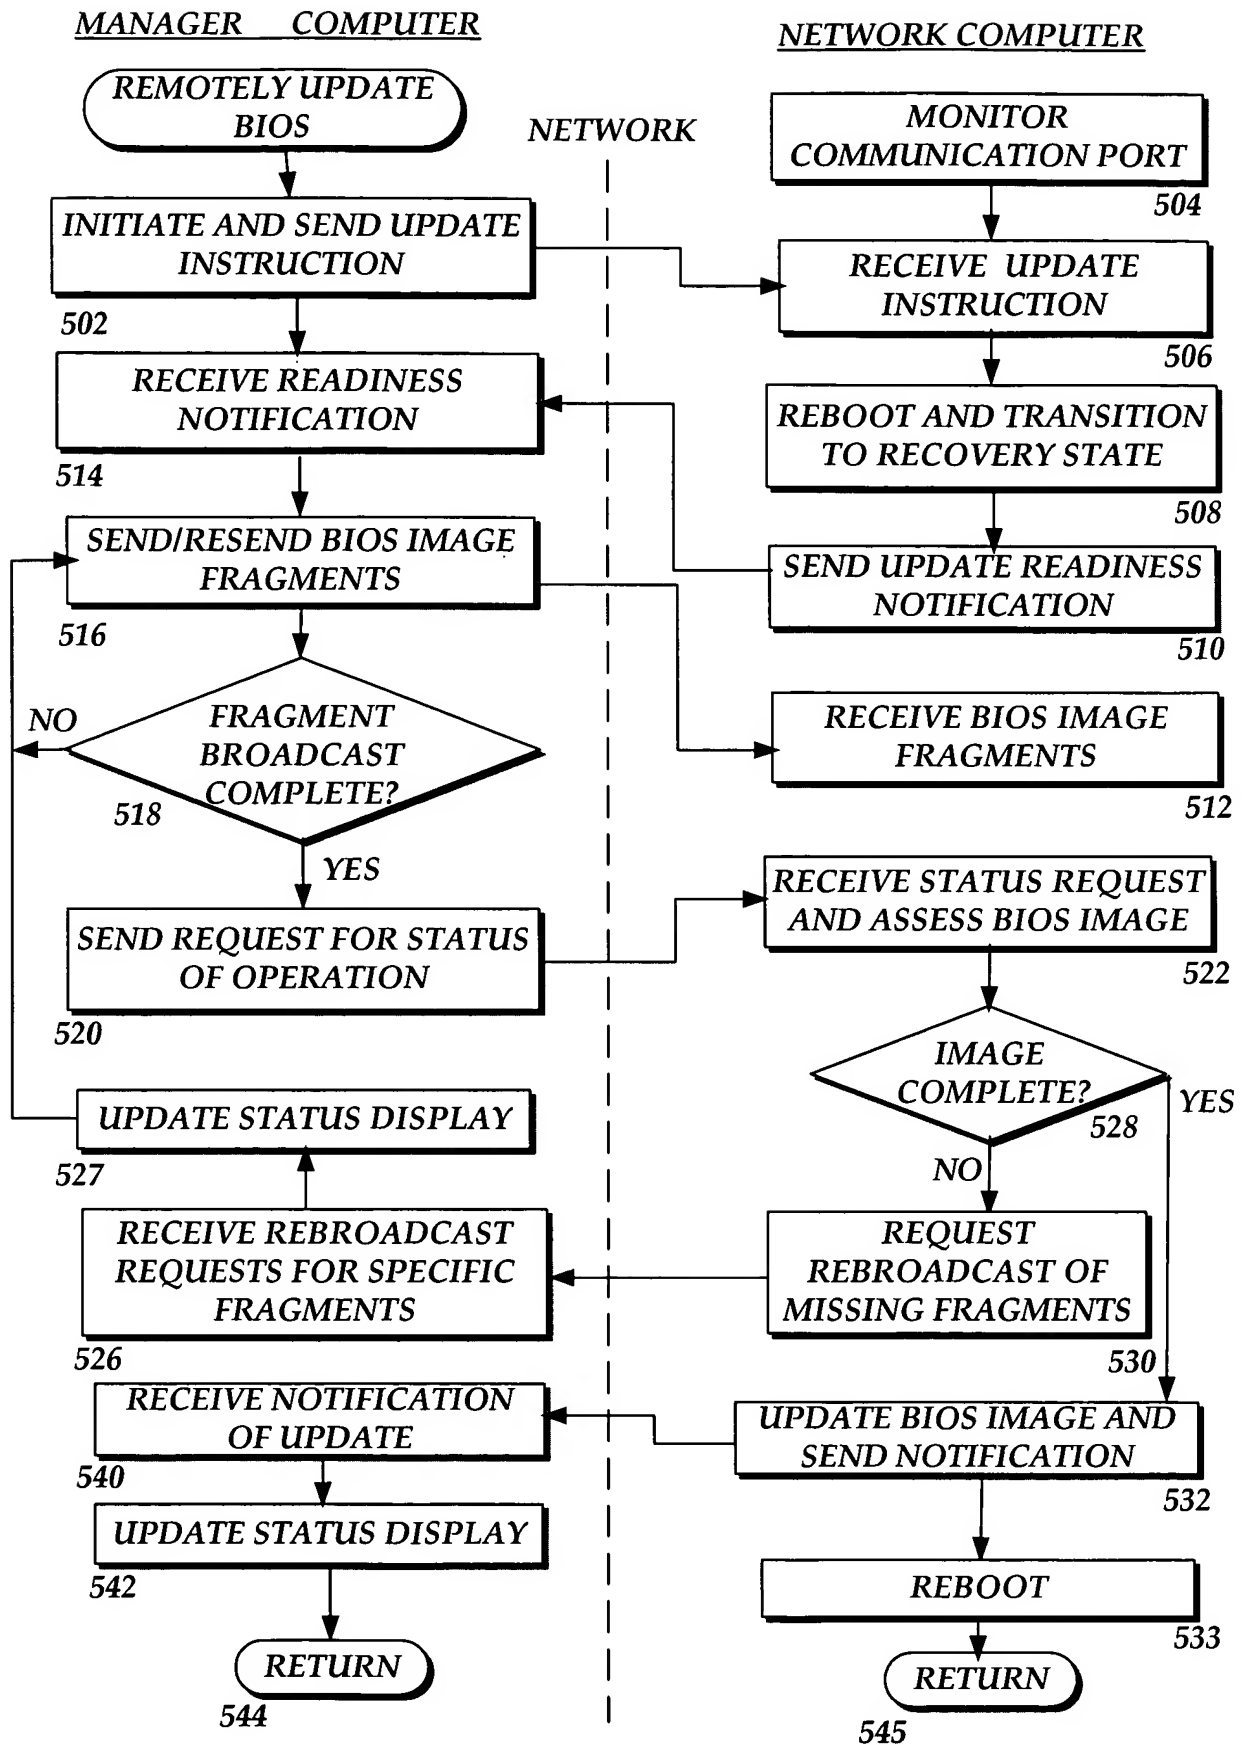 MANAGER COMPUTER
REMOTELY UPDATE
BIOS
INITIATE AND SEND UPDATE
INSTRUCTION
502
RECEIVE READINESS
NOTIFICATION
514
SEND/RESEND BIOS IMAGE
FRAGMENTS
516
NO
FRAGMENT
BROADCAST
COMPLETE?
518
YES
SEND REQUEST FOR STATUS
OF OPERATION
520
UPDATE STATUS DISPLAY
527
RECEIVE REBROADCAST
REQUESTS FOR SPECIFIC
FRAGMENTS
526
RECEIVE NOTIFICATION
OF UPDATE
540
UPDATE STATUS DISPLAY
542
RETURN
544
NETWORK
NETWORK COMPUTER
MONITOR
COMMUNICATION PORT
504
RECEIVE UPDATE
INSTRUCTION
506
REBOOT AND TRANSITION
TO RECOVERY STATE
508
SEND UPDATE READINESS
NOTIFICATION
510
RECEIVE BIOS IMAGE
FRAGMENTS
512
RECEIVE STATUS REQUEST
AND ASSESS BIOS IMAGE
522
IMAGE
COMPLETE?
528
YES
NO
REQUEST
REBROADCAST OF
MISSING FRAGMENTS
530
UPDATE BIOS IMAGE AND
SEND NOTIFICATION
532
REBOOT
533
RETURN
545